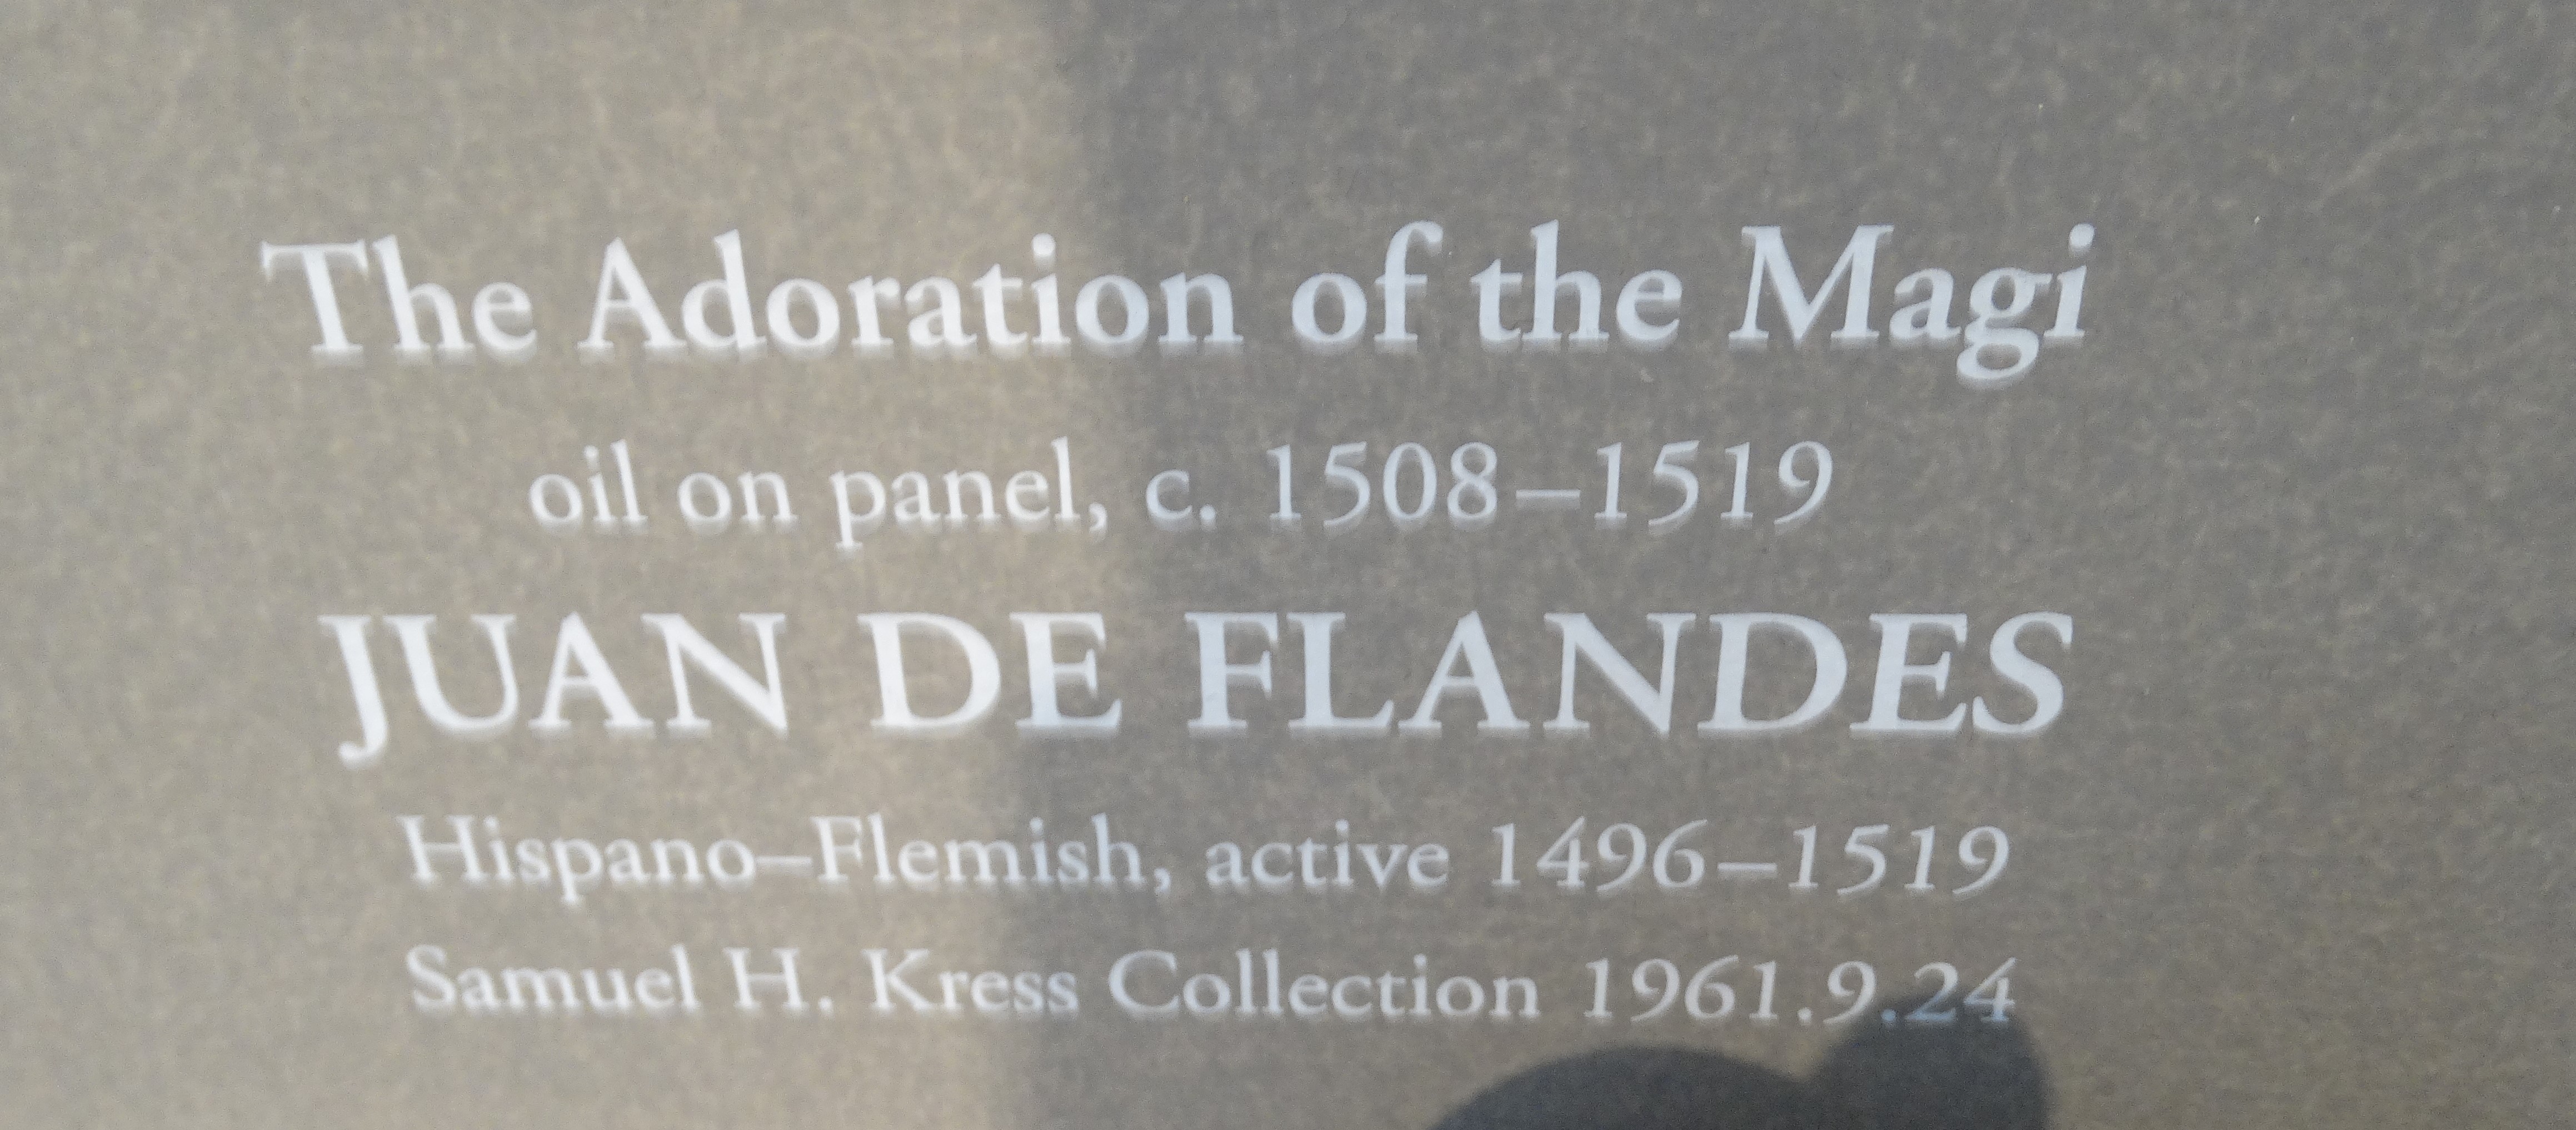 The Adoration of the Magi
oil on panel, c. 1508–1519
JUAN DE FLANDES
Hispano–Flemish, active 1496–1519
Samuel H. Kress Collection 1961.9.24